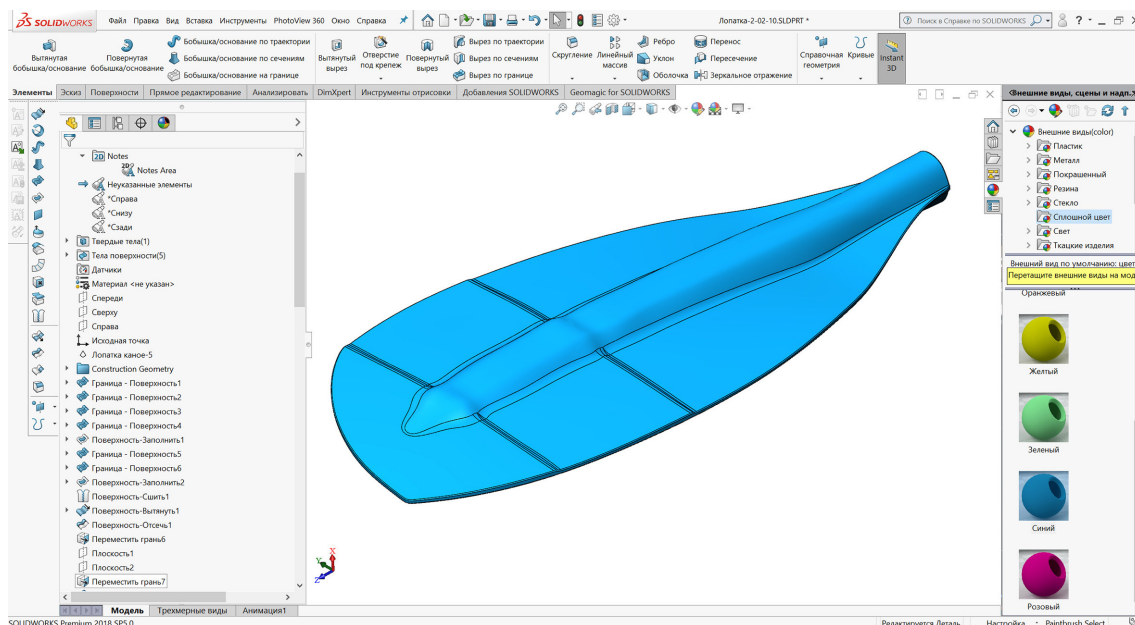 SOLIDWORKS Файл Правка Вид Вставка Инструменты PhotoView 360 Окно Справка Лопатка-2-02-10.SLDPRT * Поиск в Справке по SOLIDWORKS
Вытянутая бобышка/основание
Повернутая бобышка/основание
Бобышка/основание по траектории
Бобышка/основание по сечениям
Бобышка/основание на границе
Вытянутый вырез
Отверстие под крепеж
Повернутый вырез
Вырез по траектории
Вырез по сечениям
Вырез по границе
Скругление
Линейный массив
Ребро
Уклон
Оболочка
Перенос
Пересечение
Зеркальное отражение
Справочная геометрия
Кривые
Instant 3D
Элементы Эскиз Поверхности Прямое редактирование Анализировать DimXpert Инструменты отрисовки Добавления SOLIDWORKS Geomagic for SOLIDWORKS
2D Notes
Notes Area
Неуказанные элементы
*Справа
*Снизу
*Сзади
Твердые тела(1)
Тела поверхности(5)
Датчики
Материал <не указан>
Спереди
Сверху
Справа
Исходная точка
Лопатка каное-5
Construction Geometry
Граница - Поверхность1
Граница - Поверхность2
Граница - Поверхность3
Граница - Поверхность4
Поверхность-Заполнить1
Граница - Поверхность5
Граница - Поверхность6
Поверхность-Заполнить2
Поверхность-Сшить1
Поверхность-Вытянуть1
Поверхность-Отсечь1
Переместить грань6
Плоскость1
Плоскость2
Переместить грань7
X
Y
Z
Модель Трехмерные виды Анимация1
SOLIDWORKS Premium 2018 SP5.0 Редактируется Деталь Настройка Paintbrush Select
Внешние виды, сцены и надп.
Внешние виды(color)
Пластик
Металл
Покрашенный
Резина
Стекло
Сплошной цвет
Свет
Ткацкие изделия
Внешний вид по умолчанию: цвет
Перетащите внешние виды на мод
Оранжевый
Желтый
Зеленый
Синий
Розовый